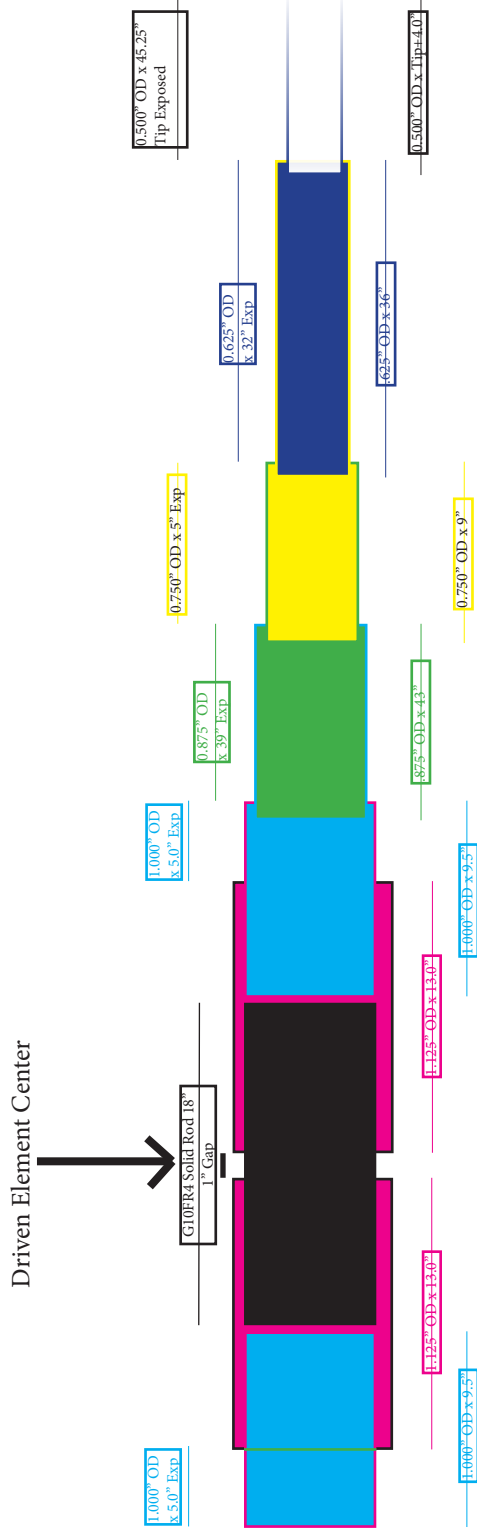 Driven Element Center
G10FR4 Solid Rod 18”
1” Gap
1.000” OD
x 5.0” Exp
1.000” OD
x 5.0” Exp
0.875” OD
x 39” Exp
0.750” OD x 5” Exp
0.625” OD
x 32” Exp
0.500” OD x 45.25”
Tip Exposed
1.000” OD x 9.5”
1.125” OD x 13.0”
1.125” OD x 13.0”
1.000” OD x 9.5”
.875” OD x 43”
0.750” OD x 9”
.625” OD x 36”
0.500” OD x Tip+4.0”